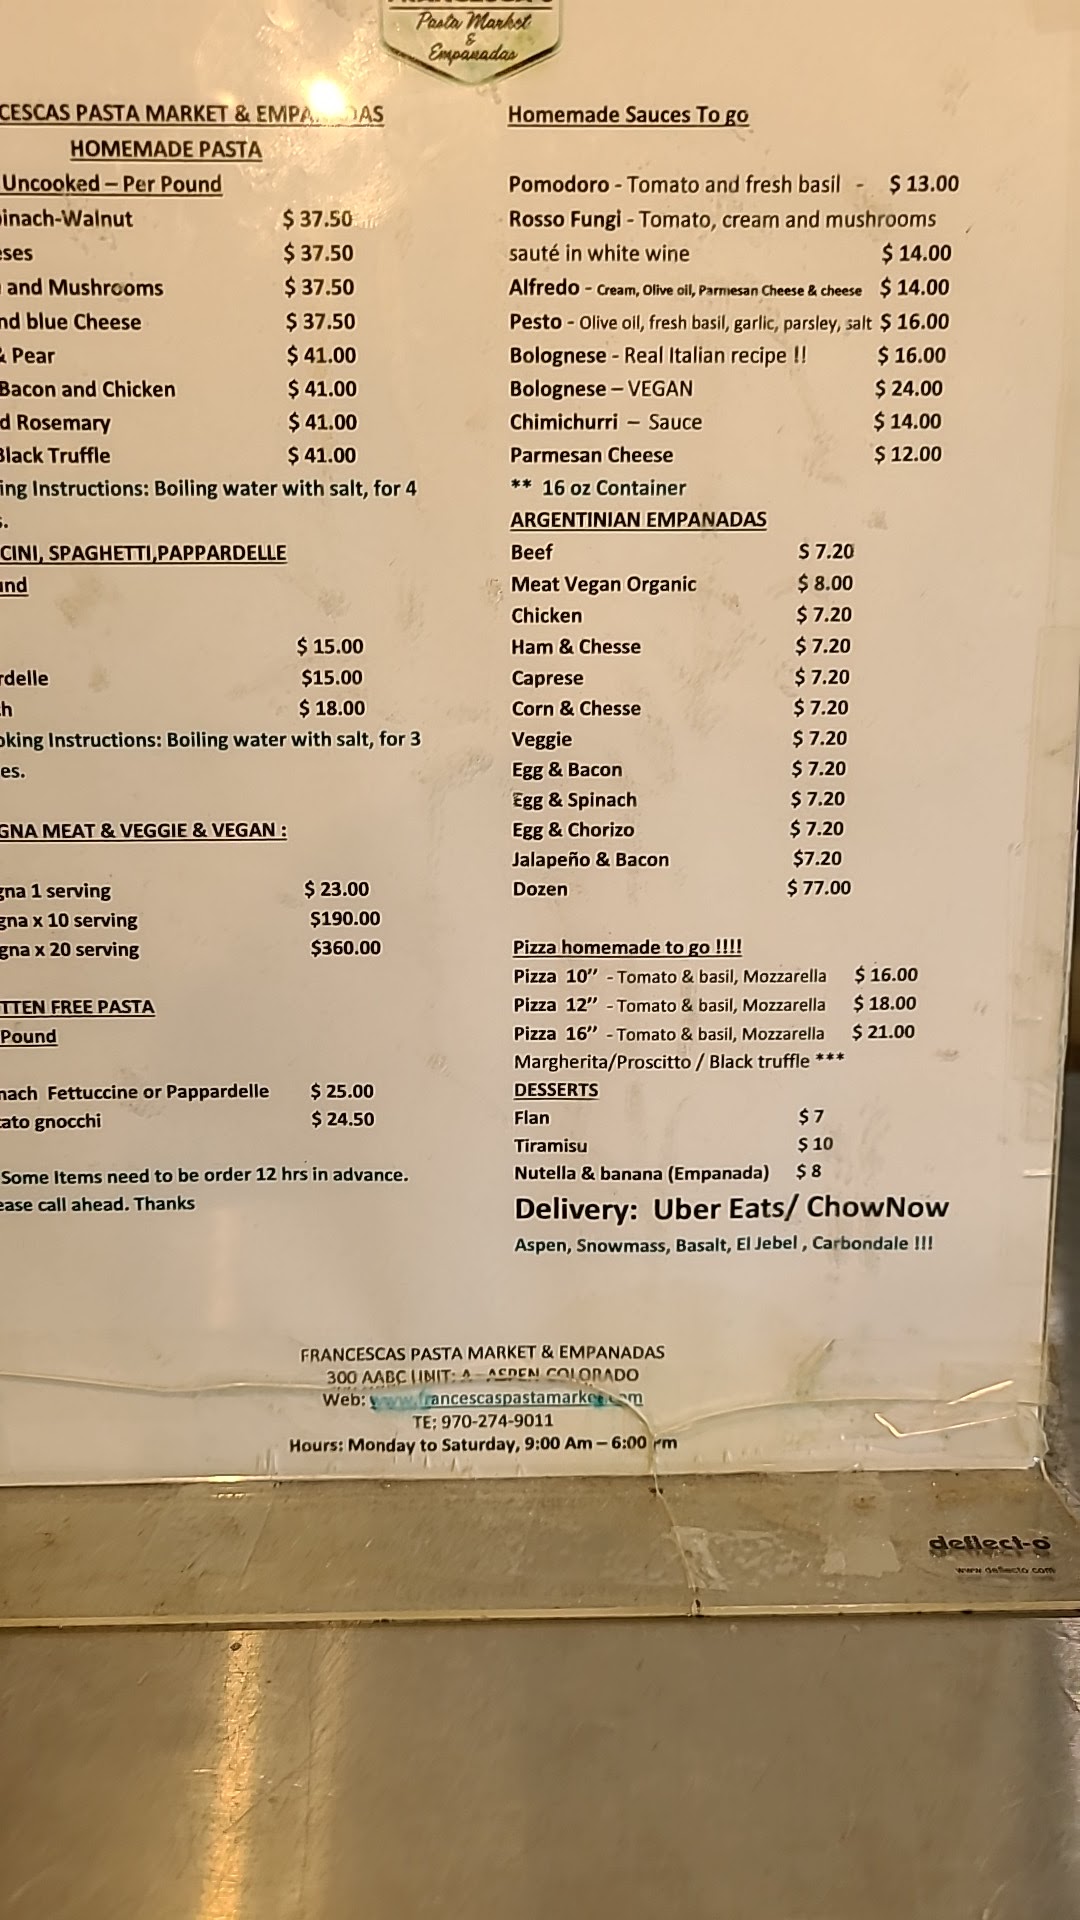 Pasta Market
&
Empanadas
CESCAS PASTA MARKET &
HOMEMADE PASTA
Uncooked – Per Pound
inach-Walnut $ 37.50
ses $ 37.50
and Mushrooms $ 37.50
nd blue Cheese $ 37.50
& Pear $ 41.00
Bacon and Chicken $ 41.00
d Rosemary $ 41.00
Black Truffle $ 41.00
ing Instructions: Boiling water with salt, for 4
s.
CINI, SPAGHETTI,PAPPARDELLE
und
$ 15.00
rdelle $15.00
h $ 18.00
oking Instructions: Boiling water with salt, for 3
es.
GNA MEAT & VEGGIE & VEGAN :
gna 1 serving $ 23.00
gna x 10 serving $190.00
gna x 20 serving $360.00
TTEN FREE PASTA
Pound
nach Fettuccine or Pappardelle $ 25.00
ato gnocchi $ 24.50
Some Items need to be order 12 hrs in advance.
ease call ahead. Thanks
Homemade Sauces To go
Pomodoro - Tomato and fresh basil - $ 13.00
Rosso Fungi - Tomato, cream and mushrooms
sauté in white wine $ 14.00
Alfredo - Cream, Olive oil, Parmesan Cheese & cheese $ 14.00
Pesto - Olive oil, fresh basil, garlic, parsley, salt $ 16.00
Bolognese - Real Italian recipe !! $ 16.00
Bolognese – VEGAN $ 24.00
Chimichurri – Sauce $ 14.00
Parmesan Cheese $ 12.00
** 16 oz Container
ARGENTINIAN EMPANADAS
Beef $ 7.20
Meat Vegan Organic $ 8.00
Chicken $ 7.20
Ham & Chesse $ 7.20
Caprese $ 7.20
Corn & Chesse $ 7.20
Veggie $ 7.20
Egg & Bacon $ 7.20
Egg & Spinach $ 7.20
Egg & Chorizo $ 7.20
Jalapeño & Bacon $7.20
Dozen $ 77.00
Pizza homemade to go !!!!
Pizza 10” - Tomato & basil, Mozzarella $ 16.00
Pizza 12” - Tomato & basil, Mozzarella $ 18.00
Pizza 16” - Tomato & basil, Mozzarella $ 21.00
Margherita/Proscitto / Black truffle ***
DESSERTS
Flan $ 7
Tiramisu $ 10
Nutella & banana (Empanada) $ 8
Delivery: Uber Eats/ ChowNow
Aspen, Snowmass, Basalt, El Jebel , Carbondale !!!
FRANCESCAS PASTA MARKET & EMPANADAS
300 AABC UNIT: A - ASPEN COLORADO
Web: www.francescaspastamarket.com
TE; 970-274-9011
Hours: Monday to Saturday, 9:00 Am – 6:00 pm
deflect-o
www.deflecto.com